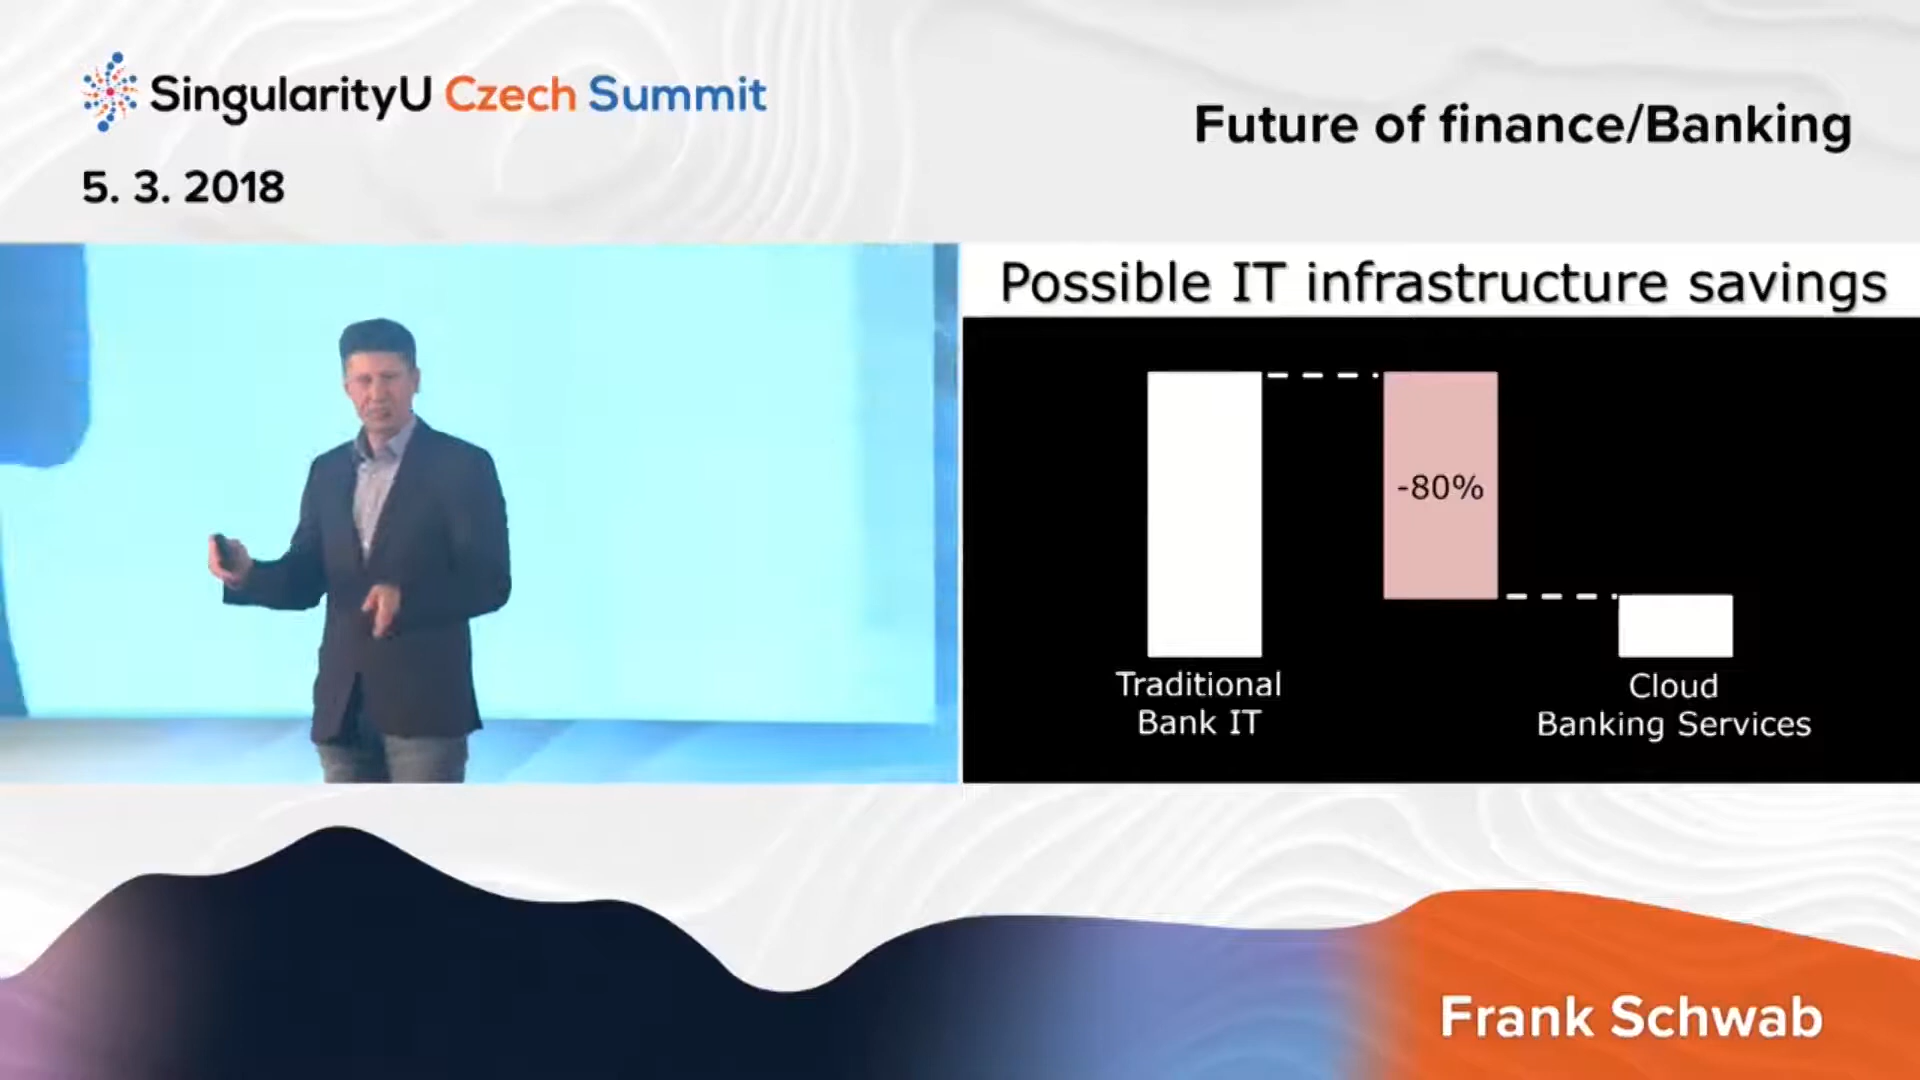 SingularityU Czech Summit
5. 3. 2018
Future of finance/Banking
Possible IT infrastructure savings
-80%
Traditional
Bank IT
Cloud
Banking Services
Frank Schwab